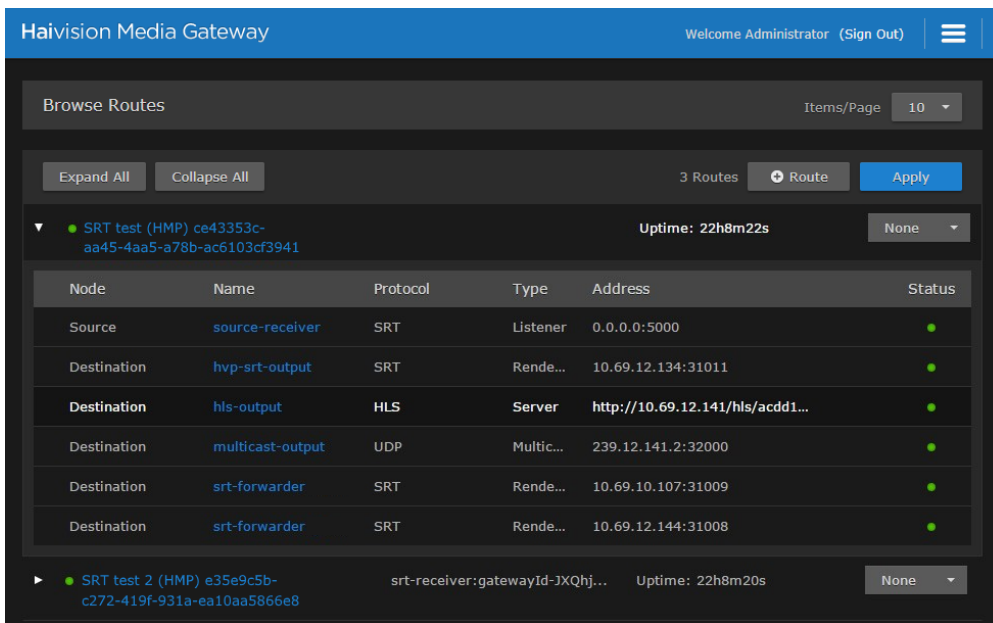 Haivision Media Gateway
Welcome Administrator (Sign Out)
Browse Routes
Items/Page 10
Expand All Collapse All 3 Routes Route Apply
SRT test (HMP) ce43353c-
aa45-4aa5-a78b-ac6103cf3941
Uptime: 22h8m22s None
Node Name Protocol Type Address Status
Source source-receiver SRT Listener 0.0.0.0:5000
Destination hvp-srt-output SRT Rende... 10.69.12.134:31011
Destination hls-output HLS Server http://10.69.12.141/hls/acdd1...
Destination multicast-output UDP Multic... 239.12.141.2:32000
Destination srt-forwarder SRT Rende... 10.69.10.107:31009
Destination srt-forwarder SRT Rende... 10.69.12.144:31008
SRT test 2 (HMP) e35e9c5b-
c272-419f-931a-ea10aa5866e8
srt-receiver:gatewayId-JXQhj... Uptime: 22h8m20s None